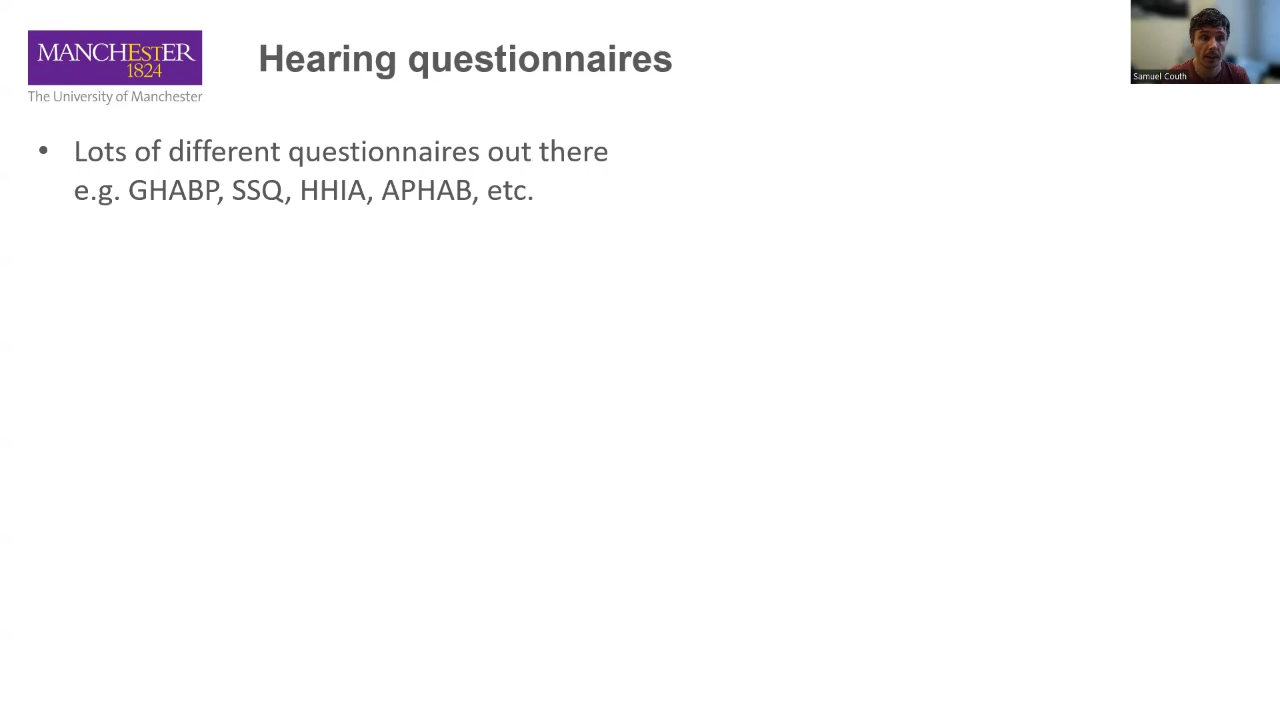 MANCHEstER
1824
The University of Manchester
Hearing questionnaires
Samuel Couth
• Lots of different questionnaires out there
e.g. GHABP, SSQ, HHIA, APHAB, etc.